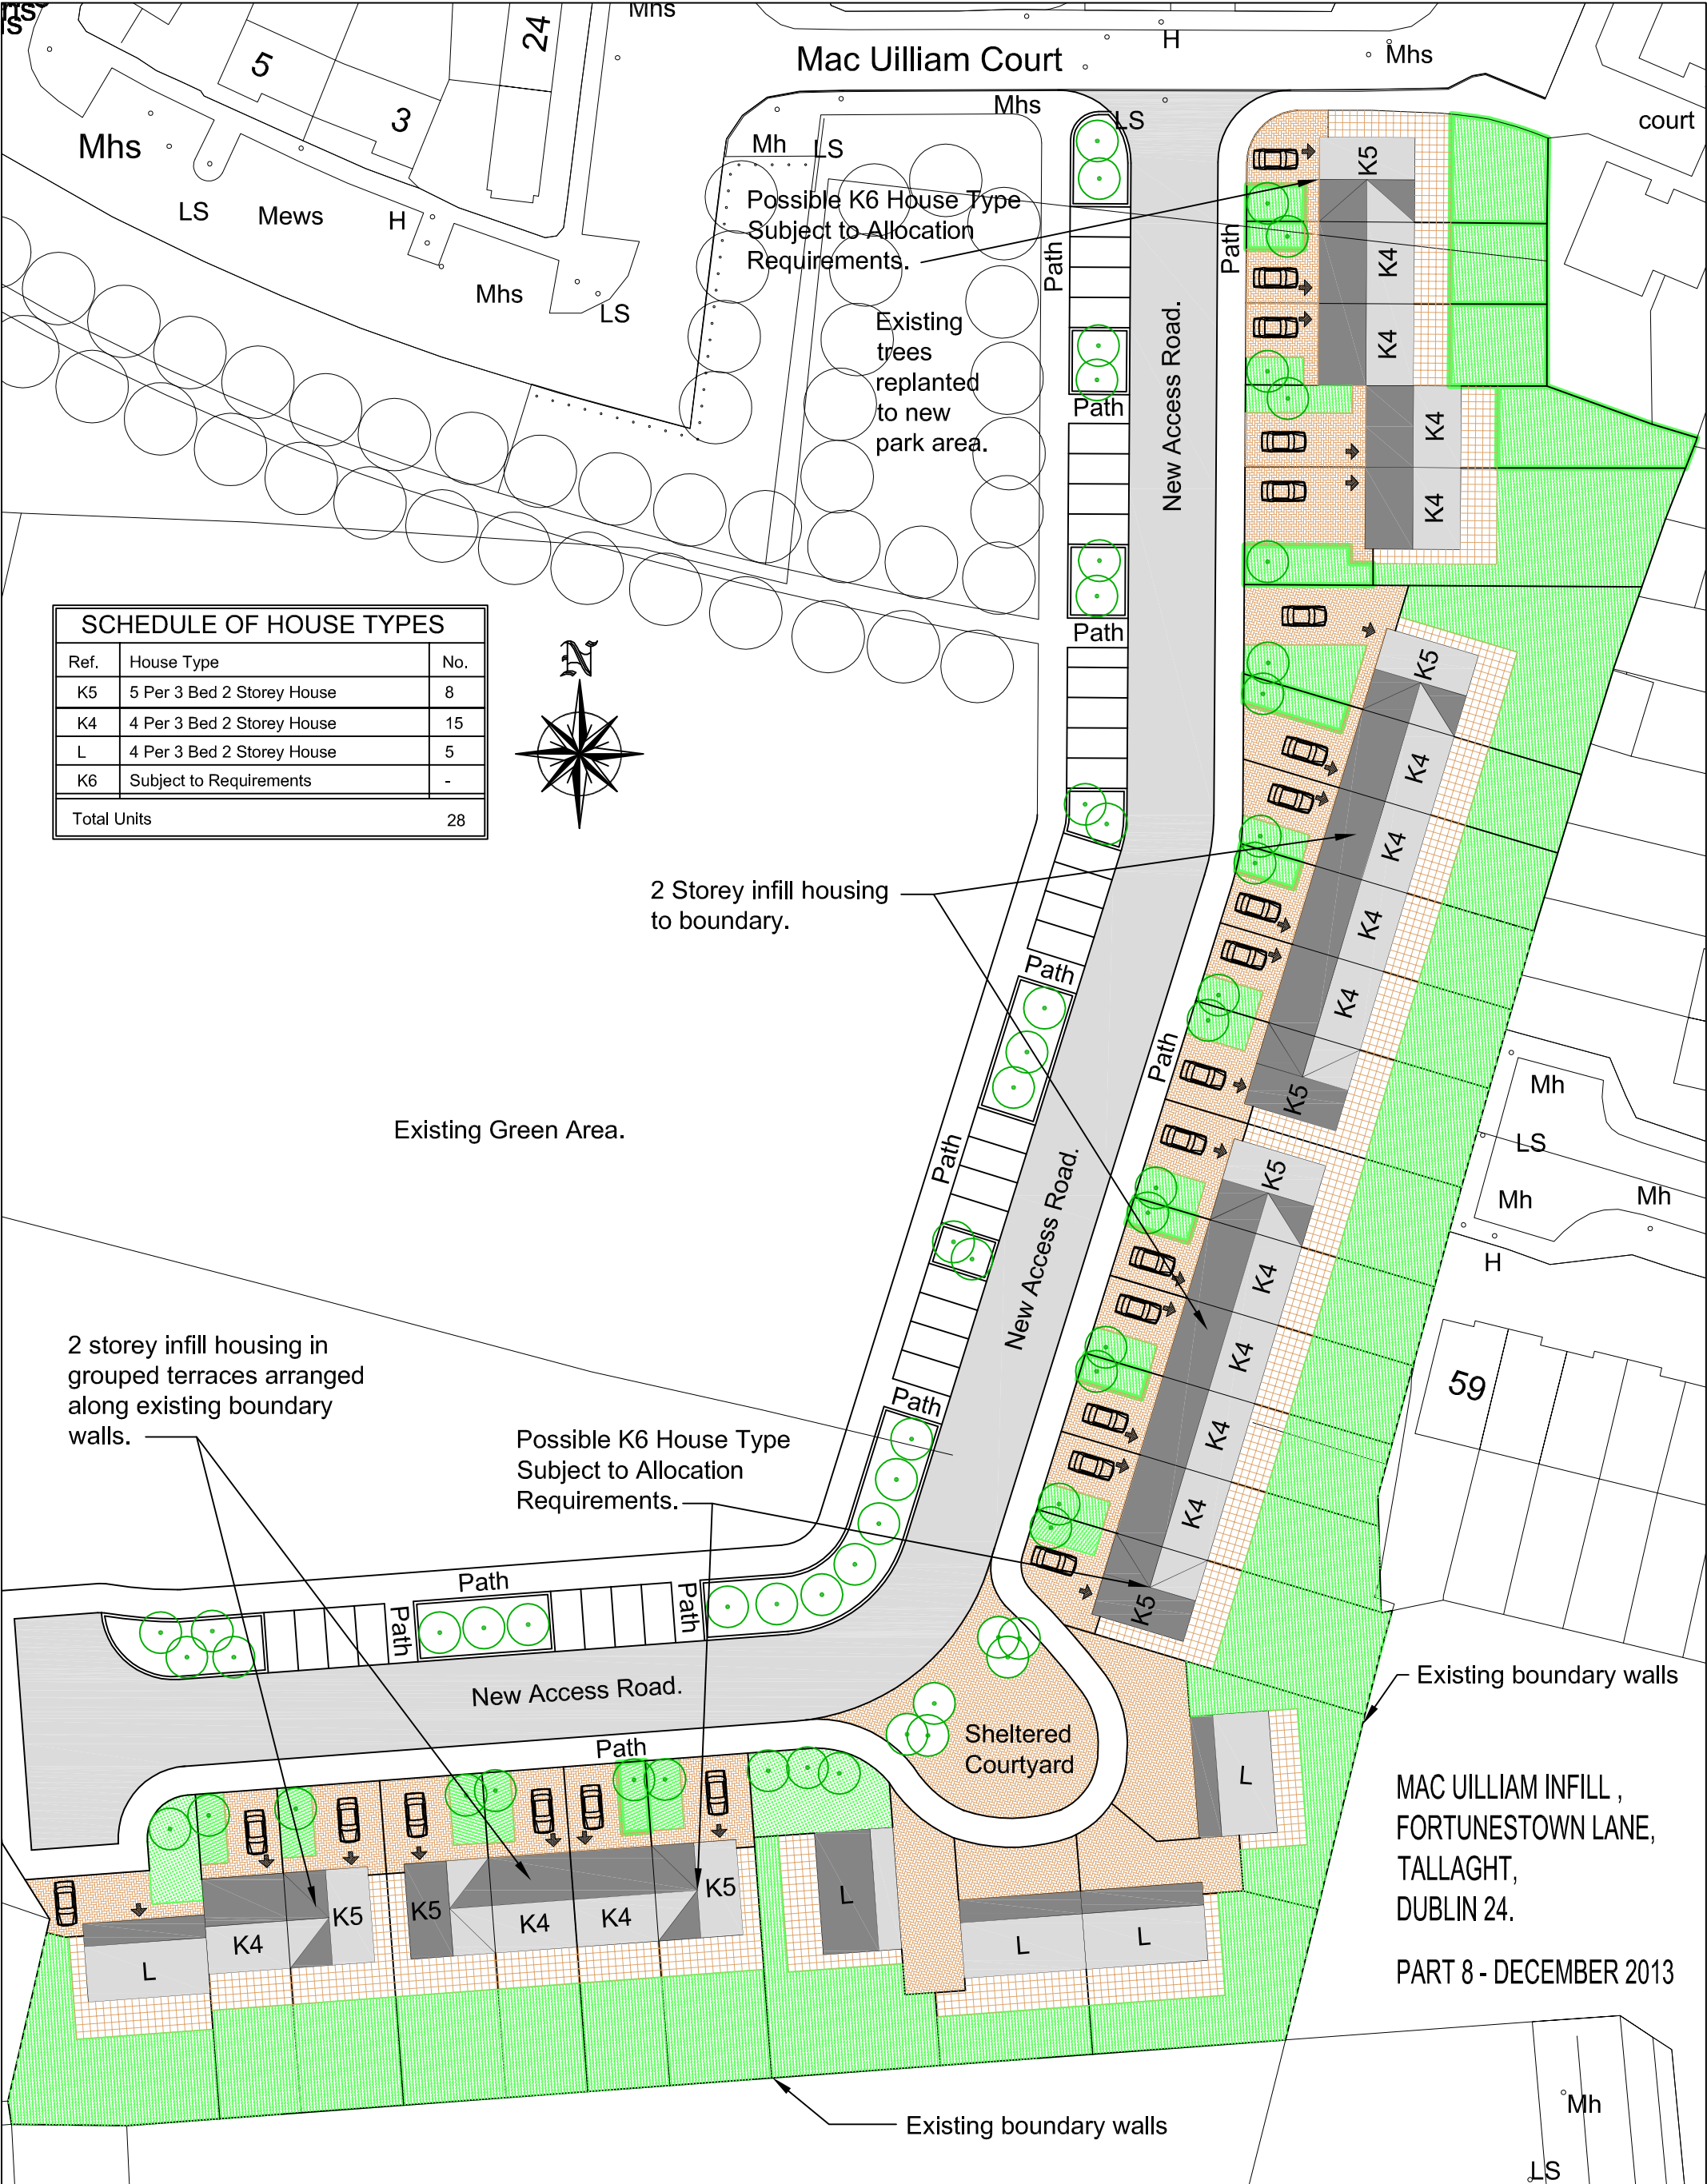 Mhs
Mac Uilliam Court
H
Mhs
24
5
3
Mhs
LS
court
Mhs
Mh
LS
LS
Mews
H
Mhs
LS
Possible K6 House Type
Subject to Allocation
Requirements.
Path
Path
New Access Road.
K5
K4
K4
K4
K4
Existing
trees
replanted
to new
park area.
Path
Path
SCHEDULE OF HOUSE TYPES
Ref. House Type No.
K5 5 Per 3 Bed 2 Storey House 8
K4 4 Per 3 Bed 2 Storey House 15
L 4 Per 3 Bed 2 Storey House 5
K6 Subject to Requirements -
Total Units 28
N
K5
K4
K4
K4
K4
K5
2 Storey infill housing
to boundary.
Path
Path
Path
New Access Road.
Existing Green Area.
Mh
LS
Mh
Mh
H
59
K5
K4
K4
K4
K4
K5
2 storey infill housing in
grouped terraces arranged
along existing boundary
walls.
Possible K6 House Type
Subject to Allocation
Requirements.
Path
Path
Path
Path
New Access Road.
Path
Sheltered
Courtyard
Existing boundary walls
L
K4
K5
K5
K4
K4
K5
L
L
L
L
MAC UILLIAM INFILL ,
FORTUNESTOWN LANE,
TALLAGHT,
DUBLIN 24.
PART 8 - DECEMBER 2013
Existing boundary walls
Mh
LS